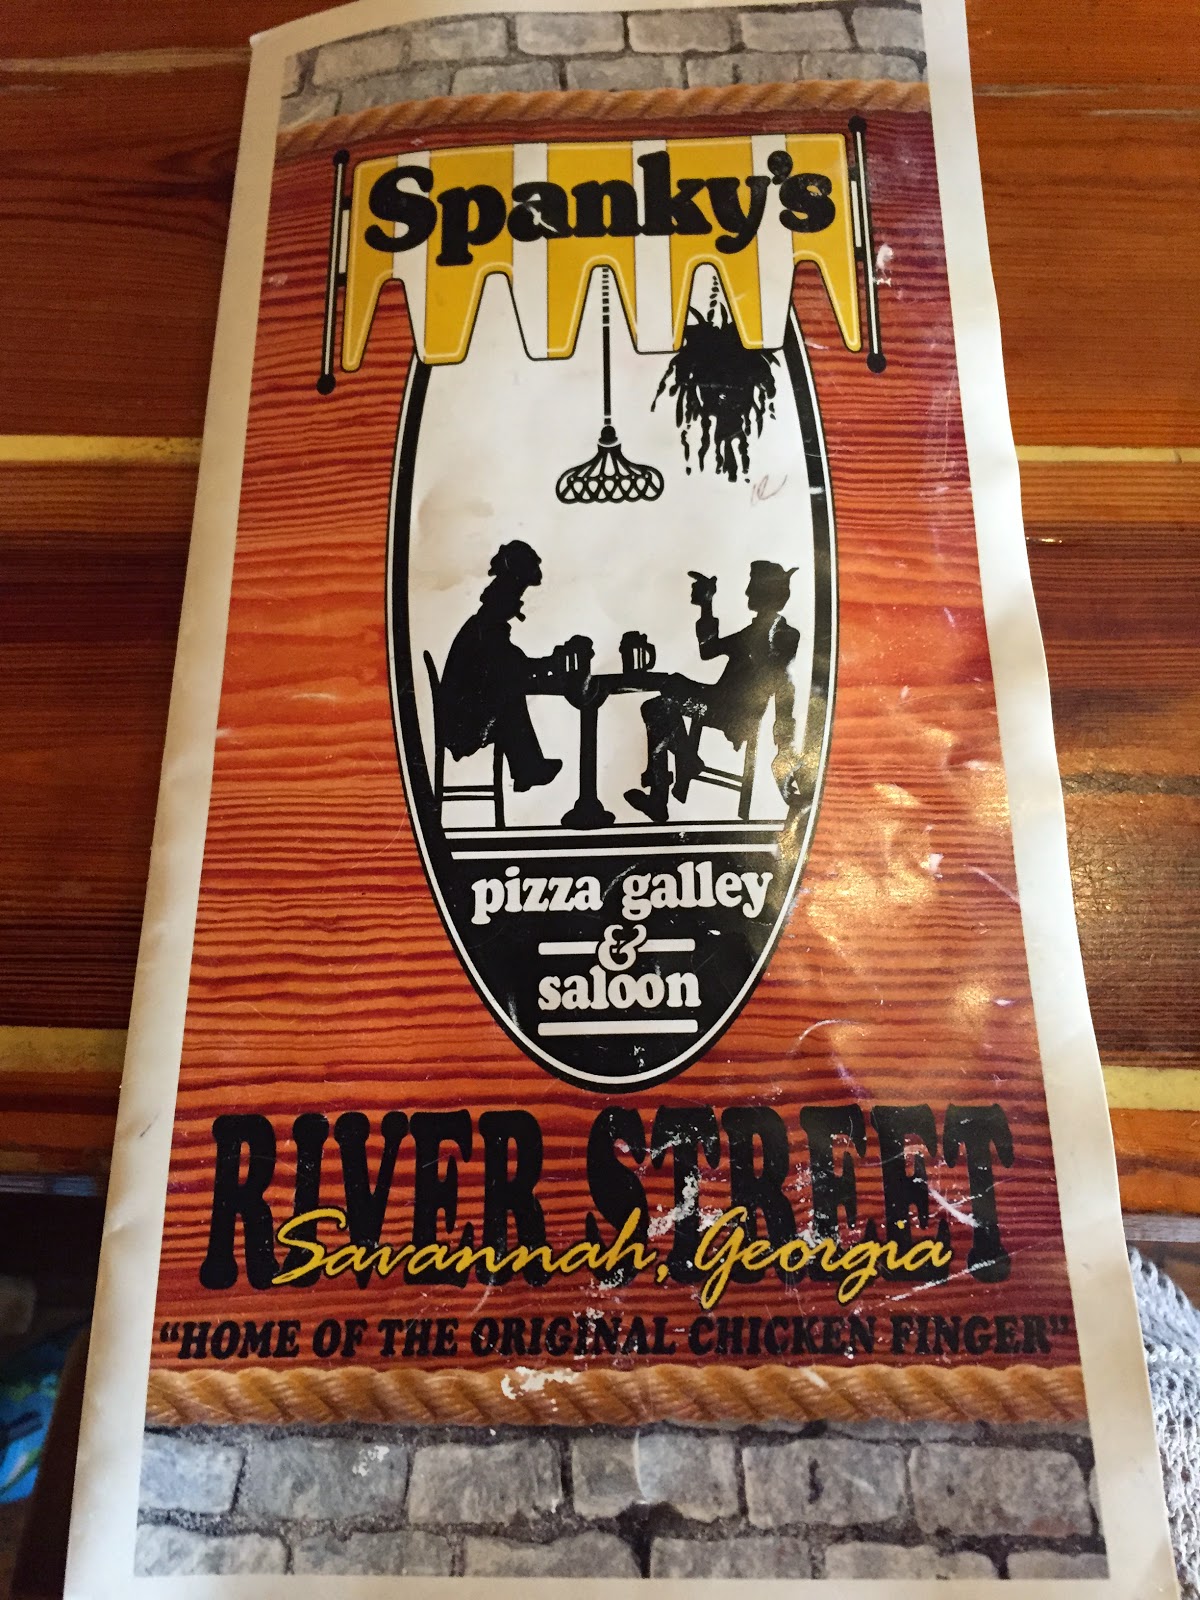 Spanky's
pizza galley
&
saloon
RIVER STREET
Savannah, Georgia
"HOME OF THE ORIGINAL CHICKEN FINGER"